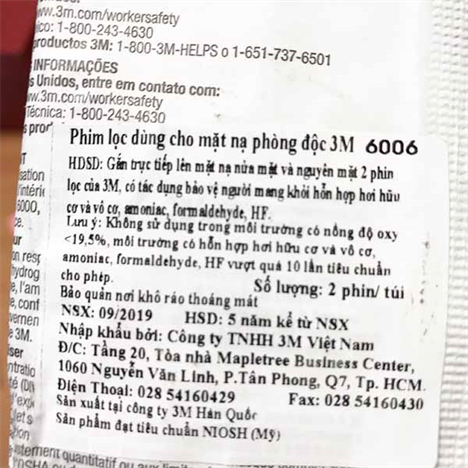 www.3m.com/workersafety
nico: 1-800-243-4630
productos 3M: 1-800-3M-HELPS o 1-651-737-6501
INFORMAÇÕES
s Unidos, entre em contato com:
www.3m.com/workersafety
Técnica: 1-800-243-4630
s prod
Phim lọc dùng cho mặt nạ phòng độc 3M 6006
HDSD: Gắn trực tiếp lên mặt nạ nửa mặt và nguyên mặt 2 phin
lọc của 3M, có tác dụng bảo vệ người mang khỏi hỗn hợp hơi hữu
cơ và vô cơ, amoniac, formaldehyde, HF.
Lưu ý: Không sử dụng trong môi trường có nồng độ oxy
<19,5%, môi trường có hỗn hợp hơi hữu cơ và vô cơ,
amoniac, formaldehyde, HF vượt quá 10 lần tiêu chuẩn
cho phép. Số lượng: 2 phin/ túi
Bảo quản nơi khô ráo thoáng mát
NSX: 09/2019 HSD: 5 năm kể từ NSX
Nhập khẩu bởi: Công ty TNHH 3M Việt Nam
Đ/C: Tầng 20, Tòa nhà Mapletree Business Center,
1060 Nguyễn Văn Linh, P.Tân Phong, Q7, Tp. HCM.
Điện Thoại: 028 54160429 Fax: 028 54160430
Sản xuất tại công ty 3M Hàn Quốc
Sản phẩm đạt tiêu chuẩn NIOSH (Mỹ)